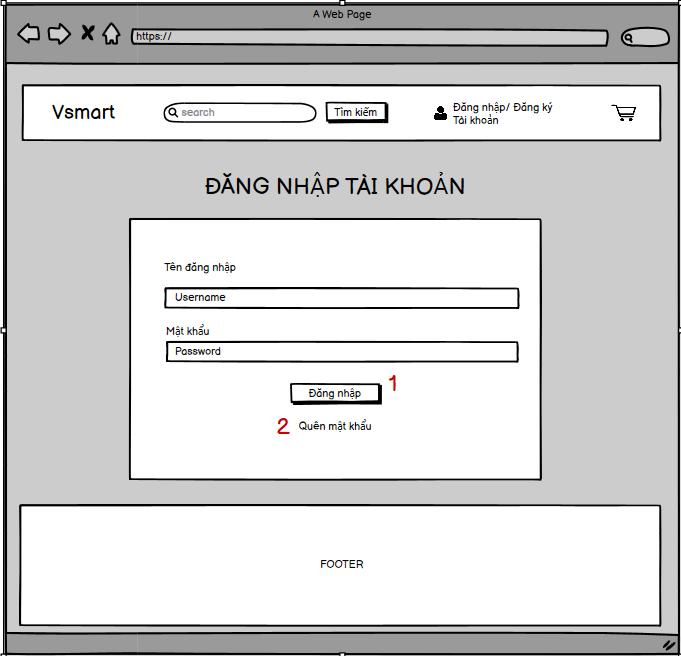 A Web Page
https://
Vsmart
search
Tìm kiếm
Đăng nhập/ Đăng ký
Tài khoản
ĐĂNG NHẬP TÀI KHOẢN
Tên đăng nhập
Username
Mật khẩu
Password
Đăng nhập
1
2
Quên mật khẩu
FOOTER